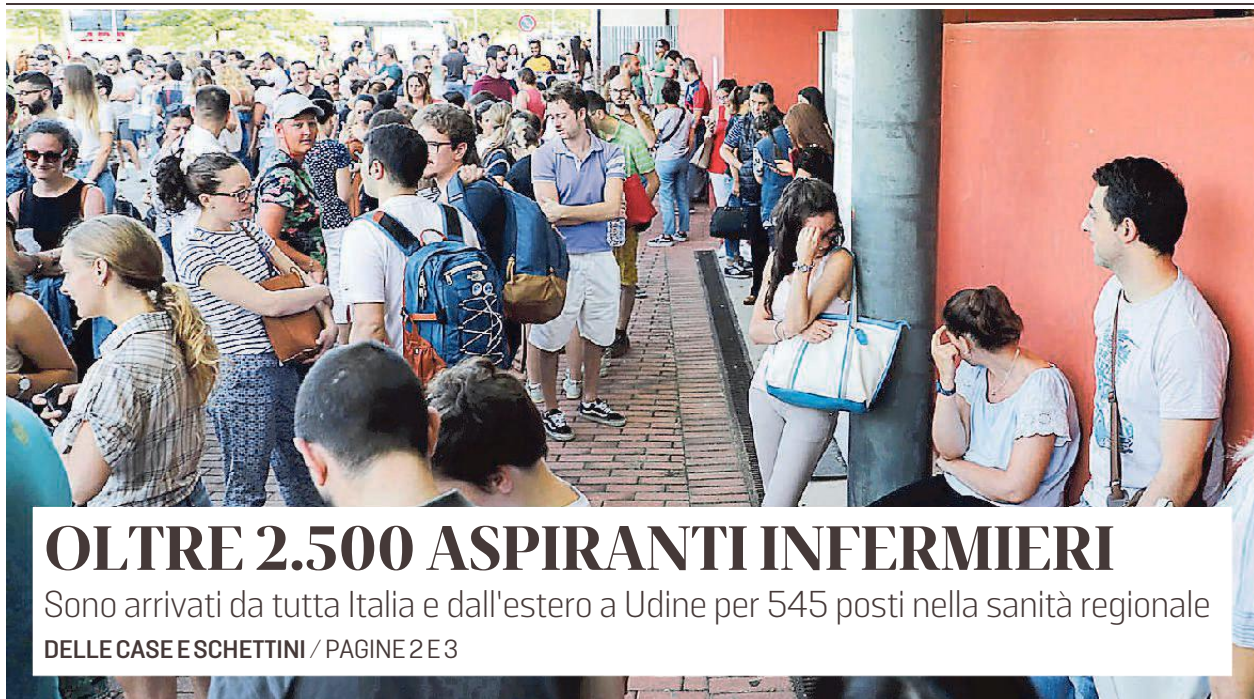 OLTRE 2.500 ASPIRANTI INFERMIERI
Sono arrivati da tutta Italia e dall'estero a Udine per 545 posti nella sanità regionale
DELLE CASE E SCHETTINI / PAGINE 2 E 3